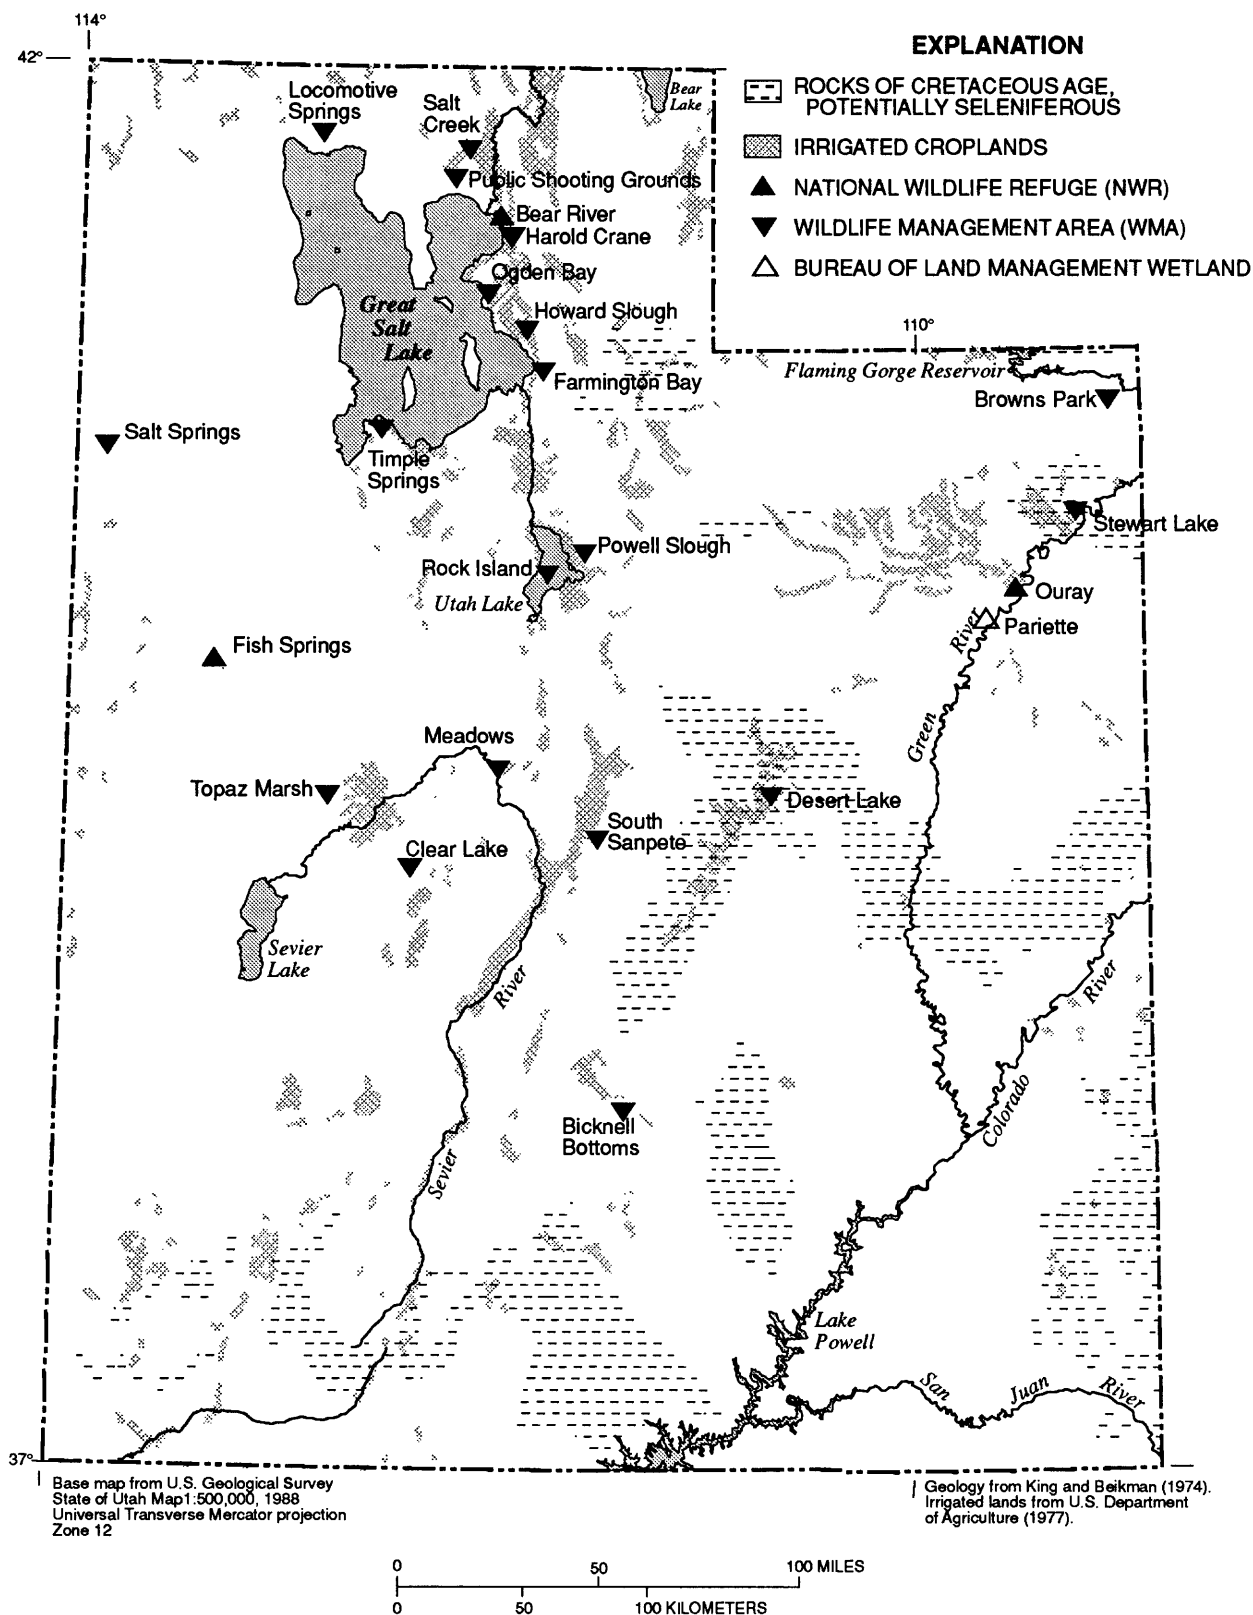 114°
42°
EXPLANATION
ROCKS OF CRETACEOUS AGE,
POTENTIALLY SELENIFEROUS
IRRIGATED CROPLANDS
NATIONAL WILDLIFE REFUGE (NWR)
WILDLIFE MANAGEMENT AREA (WMA)
BUREAU OF LAND MANAGEMENT WETLAND
Bear
Lake
Locomotive
Springs
Salt
Creek
Public Shooting Grounds
Bear River
Harold Crane
Ogden Bay
Great
Salt
Lake
Howard Slough
110°
Flaming Gorge Reservoir
Farmington Bay
Browns Park
Salt Springs
Timple
Springs
Stewart Lake
Powell Slough
Rock Island
Utah Lake
Ouray
Pariette
River
Green
Fish Springs
Meadows
Topaz Marsh
Desert Lake
South
Sanpete
Clear Lake
Sevier
Lake
River
River
Colorado
Bicknell
Bottoms
Sevier
Lake
Powell
San
Juan
River
37°
Base map from U.S. Geological Survey
State of Utah Map1:500,000, 1988
Universal Transverse Mercator projection
Zone 12
Geology from King and Beikman (1974).
Irrigated lands from U.S. Department
of Agriculture (1977).
0 50 100 MILES
0 50 100 KILOMETERS